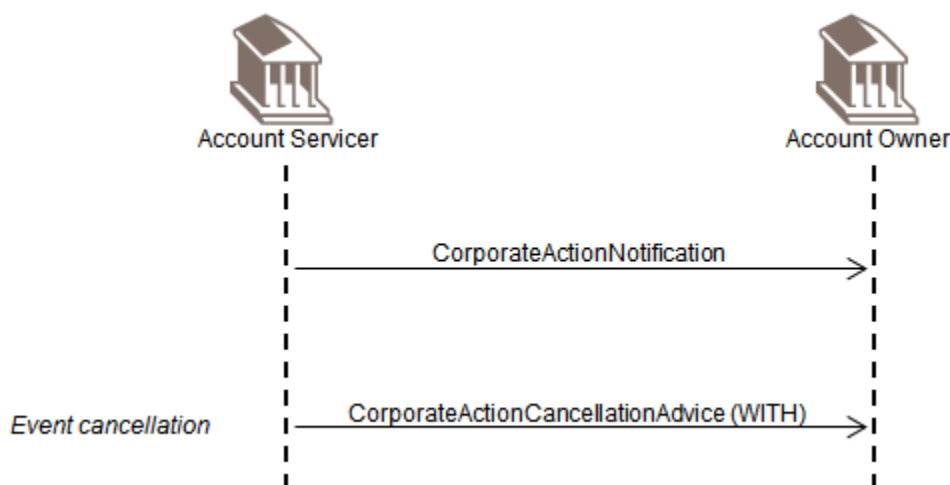 Account Servicer
Account Owner
CorporateActionNotification
CorporateActionCancellationAdvice (WITH)
Event cancellation